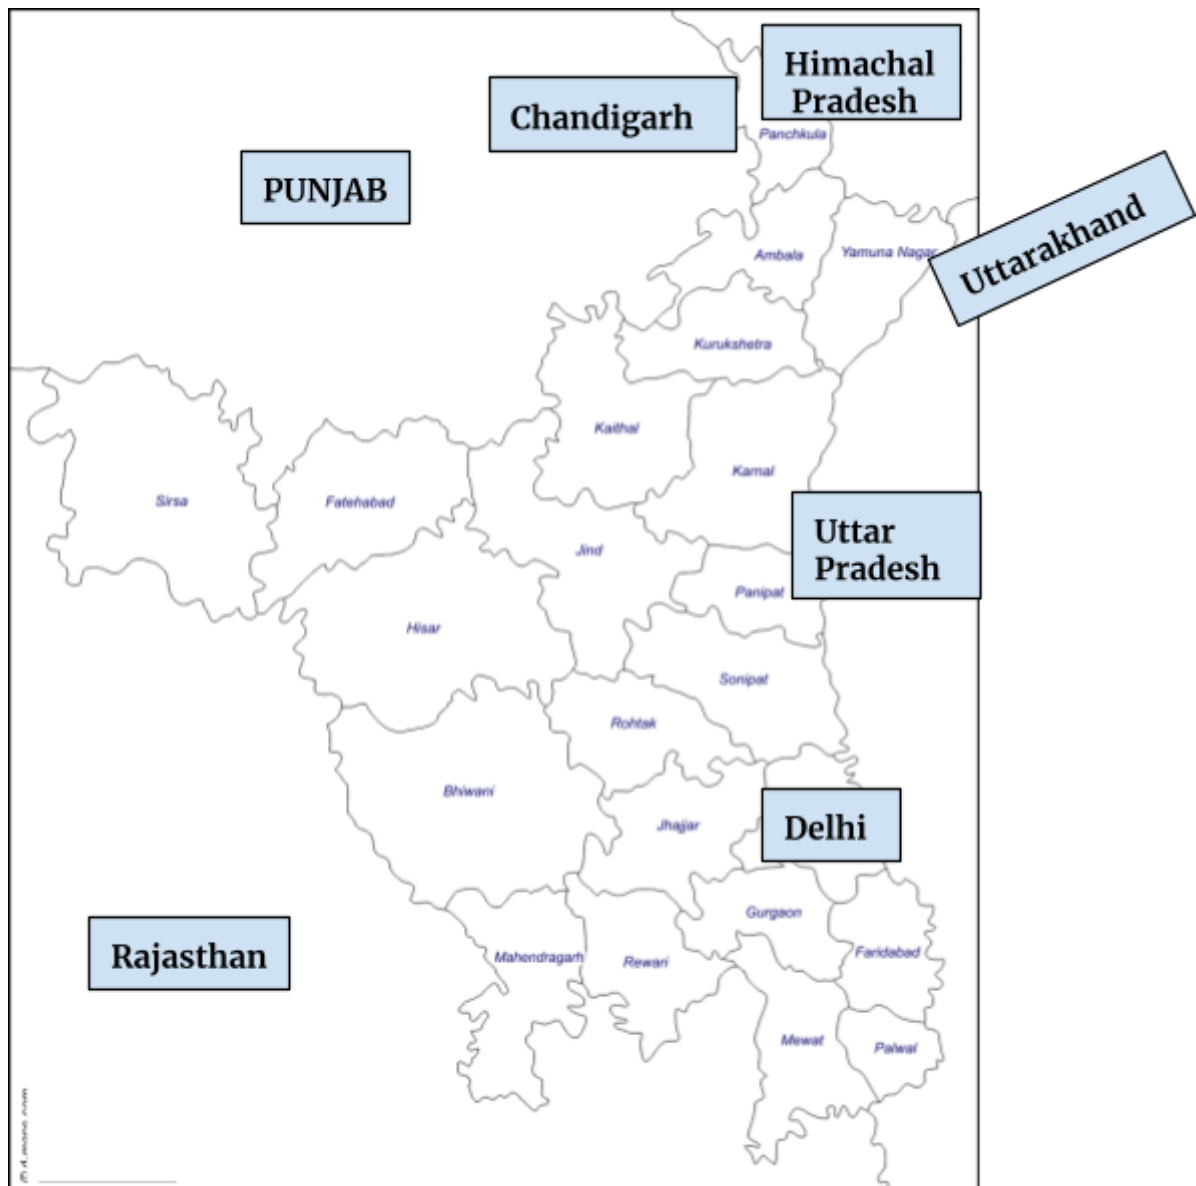 Himachal
Pradesh
Chandigarh
Panchkula
PUNJAB
Uttarakhand
Ambala
Yamuna Nagar
Kurukshetra
Kaithal
Karnal
Sirsa
Fatehabad
Uttar
Pradesh
Jind
Panipat
Hisar
Sonipat
Rohtak
Bhiwani
Jhajjar
Delhi
Gurgaon
Rajasthan
Mahendragarh
Rewari
Faridabad
Mewat
Palwal